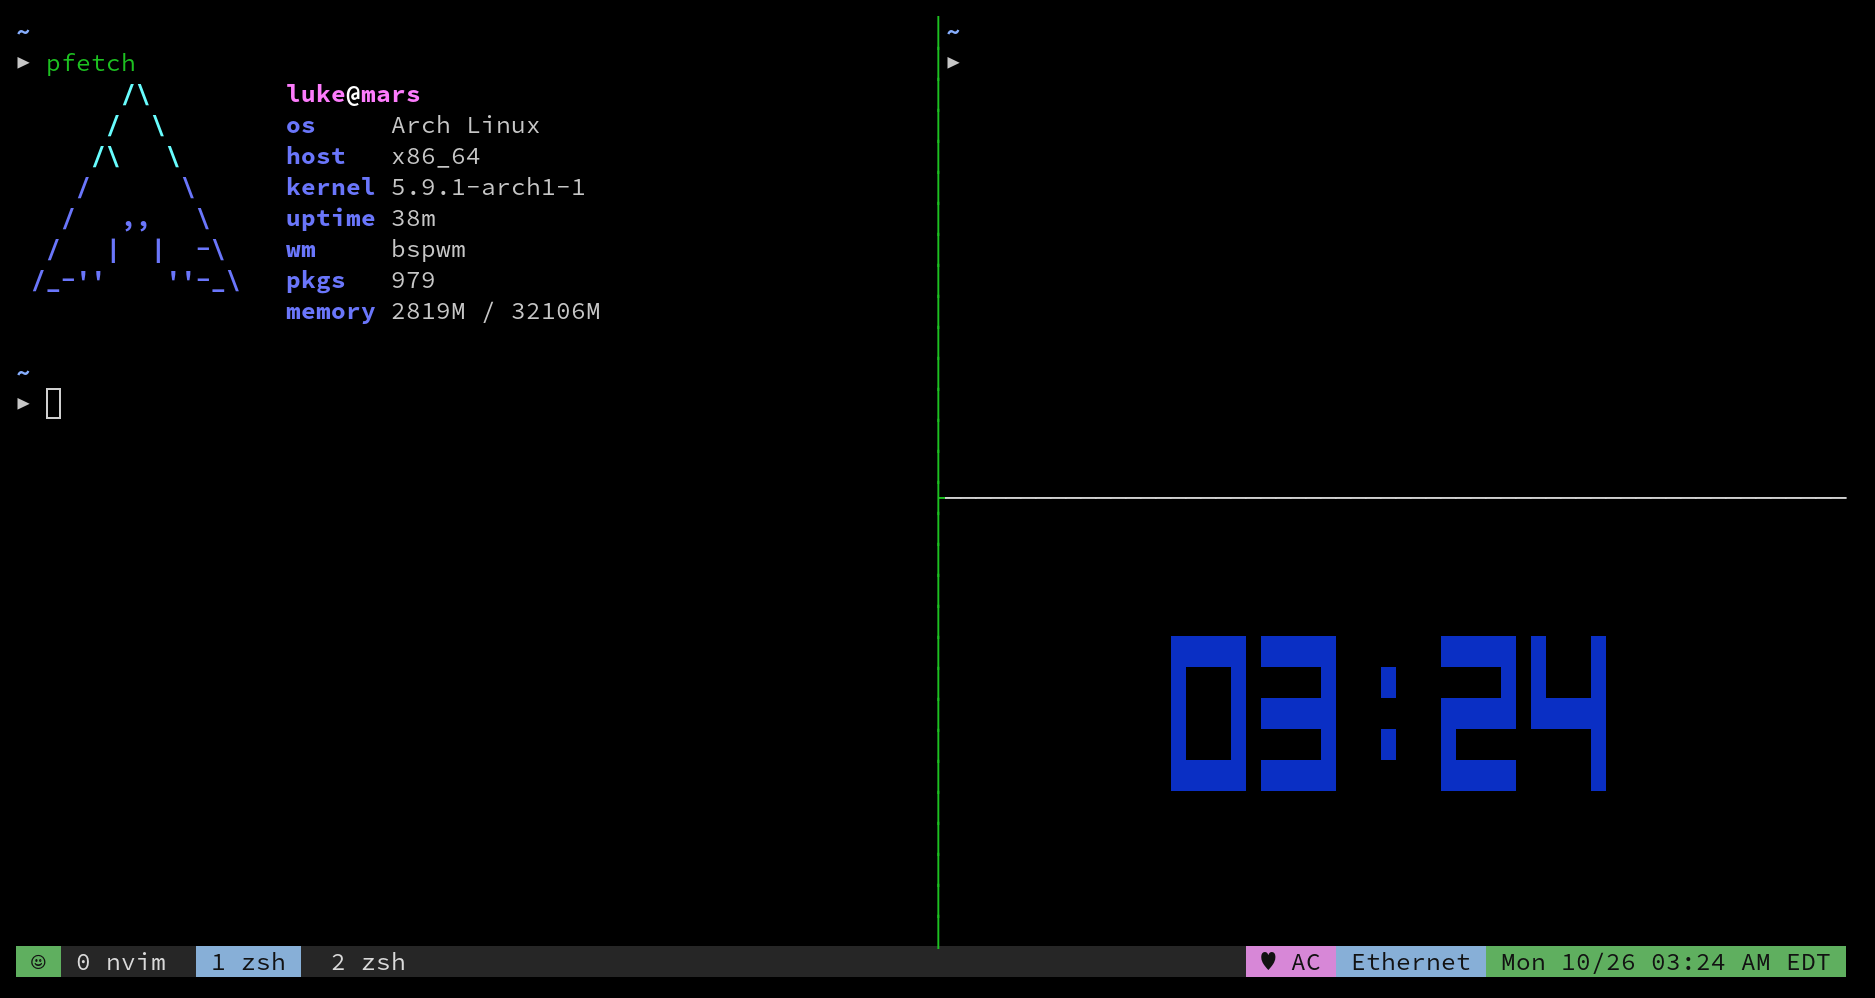 ~
▶ pfetch
luke@mars
os Arch Linux
host x86_64
kernel 5.9.1-arch1-1
uptime 38m
wm bspwm
pkgs 979
memory 2819M / 32106M
~
▶
~
▶
03:24
☺ 0 nvim 1 zsh 2 zsh
♥ AC Ethernet Mon 10/26 03:24 AM EDT